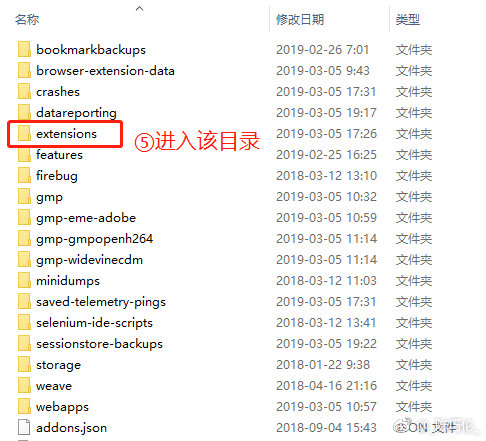 名称 修改日期 类型
bookmarkbackups 2019-02-26 7:01 文件夹
browser-extension-data 2019-03-05 9:43 文件夹
crashes 2019-03-05 17:31 文件夹
datareporting 2019-03-05 19:17 文件夹
extensions 2019-03-05 17:26 文件夹
⑤进入该目录
features 2019-02-25 16:25 文件夹
firebug 2018-03-12 13:10 文件夹
gmp 2019-03-05 10:32 文件夹
gmp-eme-adobe 2019-03-05 10:59 文件夹
gmp-gmpopenh264 2019-03-05 11:14 文件夹
gmp-widevinecdm 2019-03-05 11:14 文件夹
minidumps 2018-03-12 11:03 文件夹
saved-telemetry-pings 2019-03-05 17:31 文件夹
selenium-ide-scripts 2018-03-12 13:41 文件夹
sessionstore-backups 2019-03-05 19:22 文件夹
storage 2018-01-22 9:38 文件夹
weave 2018-04-16 21:16 文件夹
webapps 2019-03-05 10:57 文件夹
addons.json 2018-09-04 15:43 JSON 文件